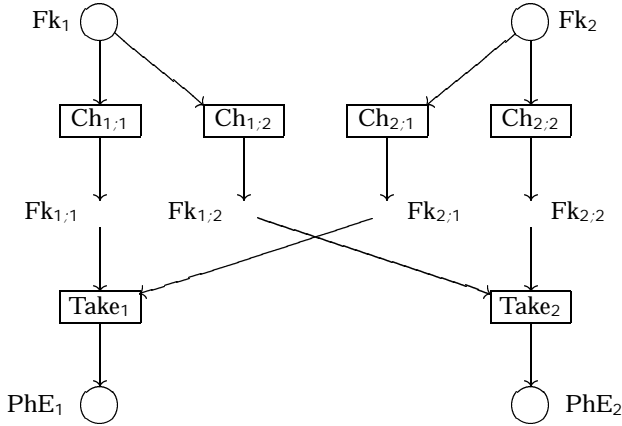 Fk₁ Fk₂
Ch₁;₁ Ch₁;₂ Ch₂;₁ Ch₂;₂
Fk₁;₁ Fk₁;₂ Fk₂;₁ Fk₂;₂
Take₁ Take₂
PhE₁ PhE₂